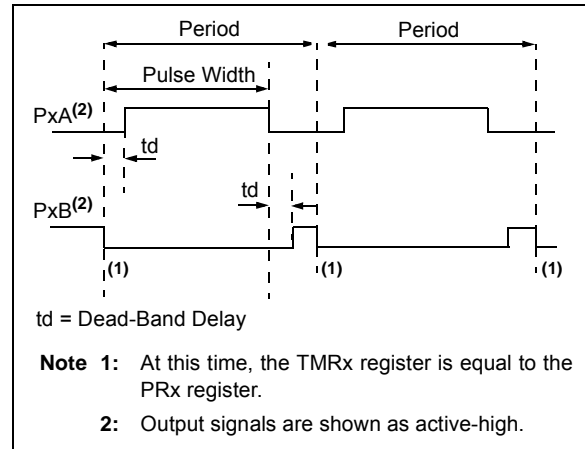 Period Period
Pulse Width
PxA(2)
td
td
PxB(2)
(1) (1) (1)
td = Dead-Band Delay
Note 1: At this time, the TMRx register is equal to the
PRx register.
2: Output signals are shown as active-high.